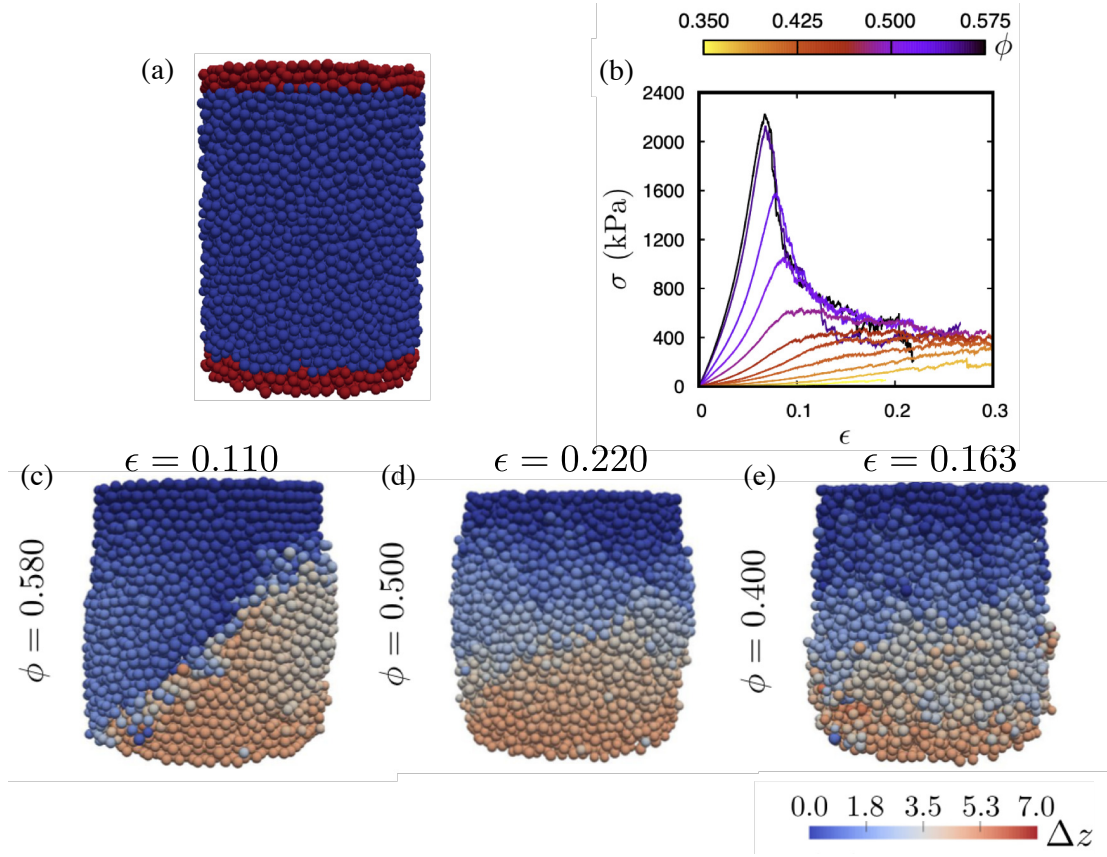 (a)
(b)
0.350 0.425 0.500 0.575
ϕ
2400
2000
1600
1200
800
400
0
σ (kPa)
0 0.1 0.2 0.3
ϵ
(c)
ϵ = 0.110
ϕ = 0.580
(d)
ϵ = 0.220
ϕ = 0.500
(e)
ϵ = 0.163
ϕ = 0.400
0.0 1.8 3.5 5.3 7.0
Δz